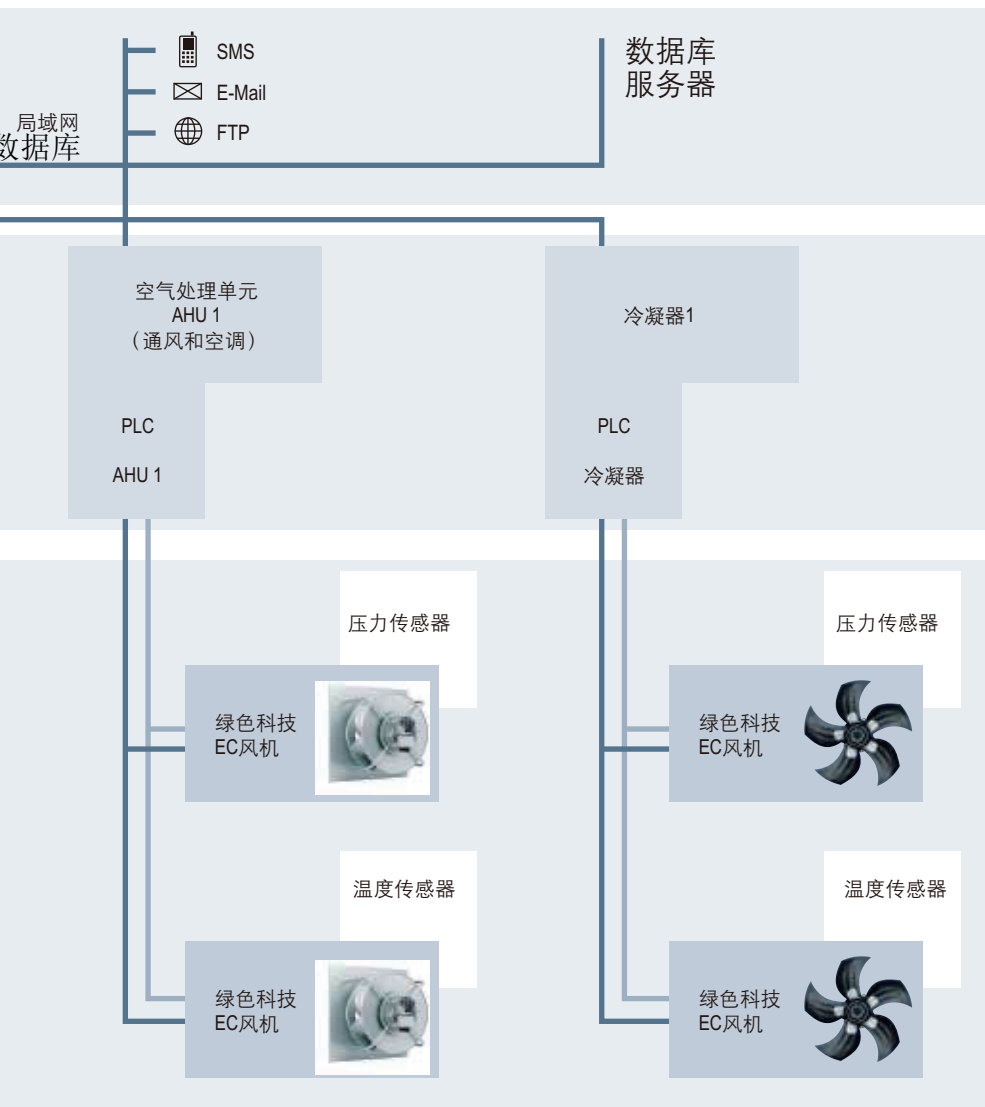 SMS
E-Mail
FTP
数据库
服务器
局域网
数据库
空气处理单元
AHU 1
（通风和空调）
冷凝器1
PLC
AHU 1
PLC
冷凝器
压力传感器
绿色科技
EC风机
压力传感器
绿色科技
EC风机
温度传感器
绿色科技
EC风机
温度传感器
绿色科技
EC风机